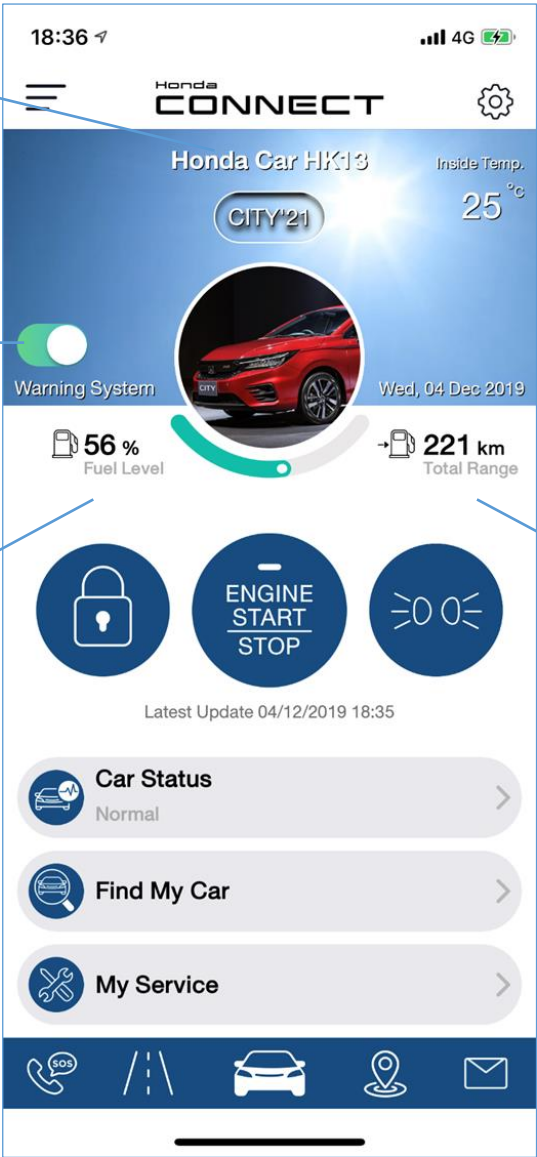 18:36
4G
Honda
CONNECT
Honda Car HK13
Inside Temp.
CITY'21
25 °C
CITY
Warning System
Wed, 04 Dec 2019
56 %
Fuel Level
221 km
Total Range
ENGINE
START
STOP
Latest Update 04/12/2019 18:35
Car Status
Normal
Find My Car
My Service
SOS